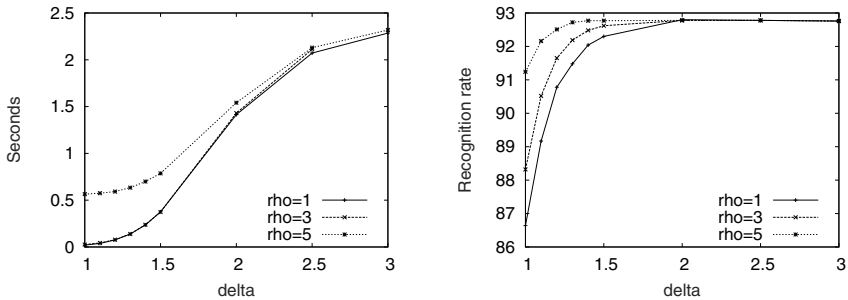 2.5
2
1.5
1
0.5
0
Seconds
rho=1
rho=3
rho=5
1 1.5 2 2.5 3
delta
93
92
91
90
89
88
87
86
Recognition rate
rho=1
rho=3
rho=5
1 1.5 2 2.5 3
delta